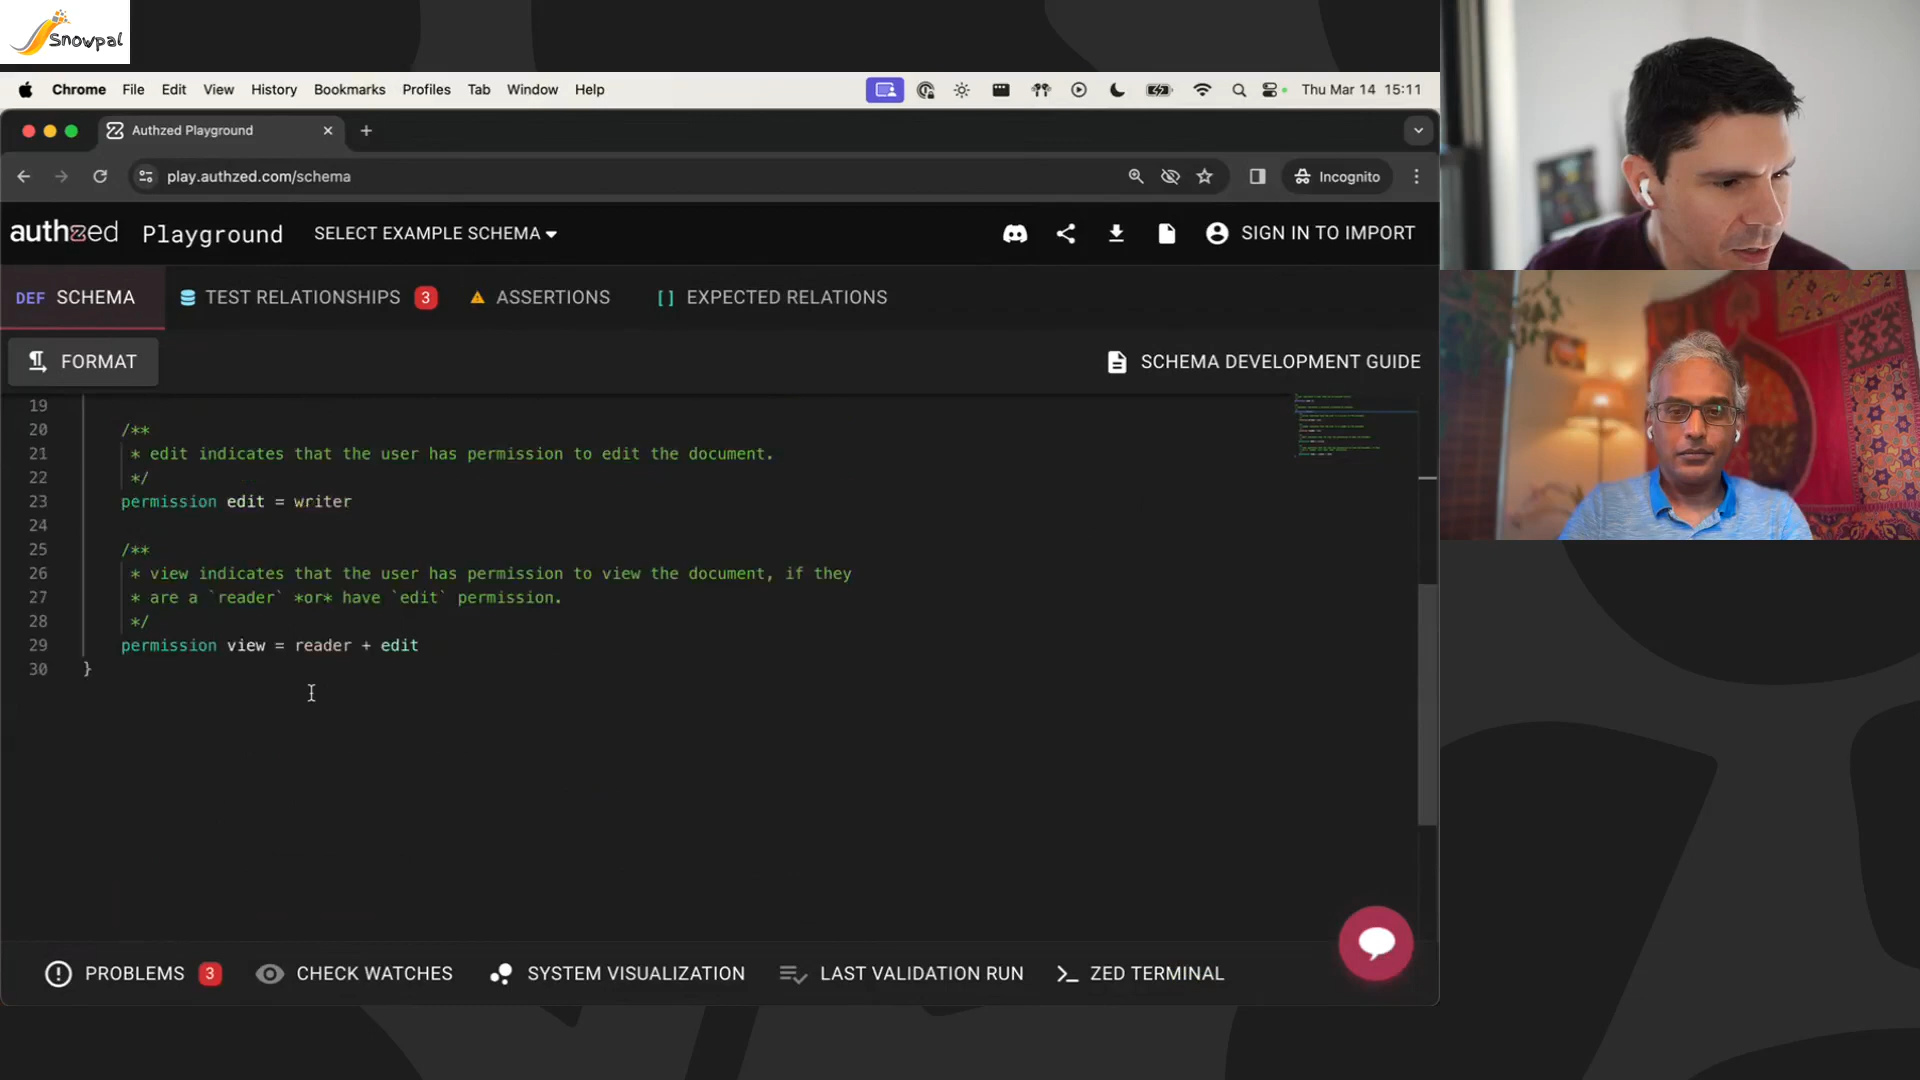 Snowpal
Chrome File Edit View History Bookmarks Profiles Tab Window Help Thu Mar 14 15:11
Authzed Playground
play.authzed.com/schema Incognito
authzed Playground SELECT EXAMPLE SCHEMA SIGN IN TO IMPORT
DEF SCHEMA TEST RELATIONSHIPS 3 ASSERTIONS [ ] EXPECTED RELATIONS
FORMAT SCHEMA DEVELOPMENT GUIDE
19
20 /**
21 * edit indicates that the user has permission to edit the document.
22 */
23 permission edit = writer
24
25 /**
26 * view indicates that the user has permission to view the document, if they
27 * are a `reader` *or* have `edit` permission.
28 */
29 permission view = reader + edit
30 }
PROBLEMS 3 CHECK WATCHES SYSTEM VISUALIZATION LAST VALIDATION RUN ZED TERMINAL